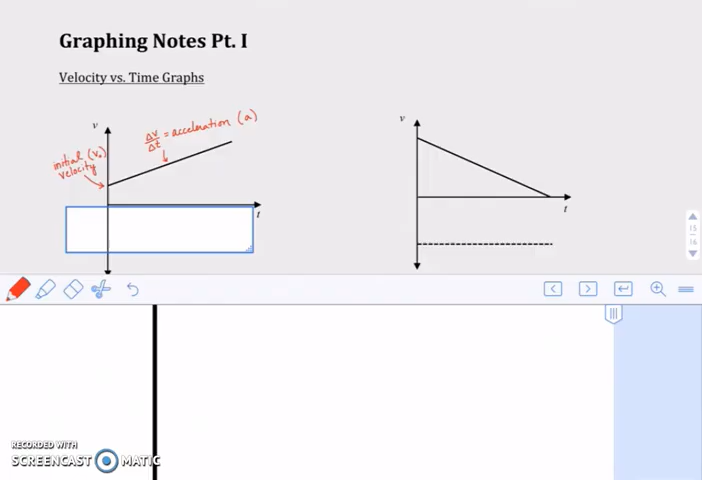 Graphing Notes Pt. I
Velocity vs. Time Graphs
v
Δv/Δt = acceleration (a)
initial (v₀)
velocity
t
v
t
15
16
RECORDED WITH
SCREENCAST MATIC